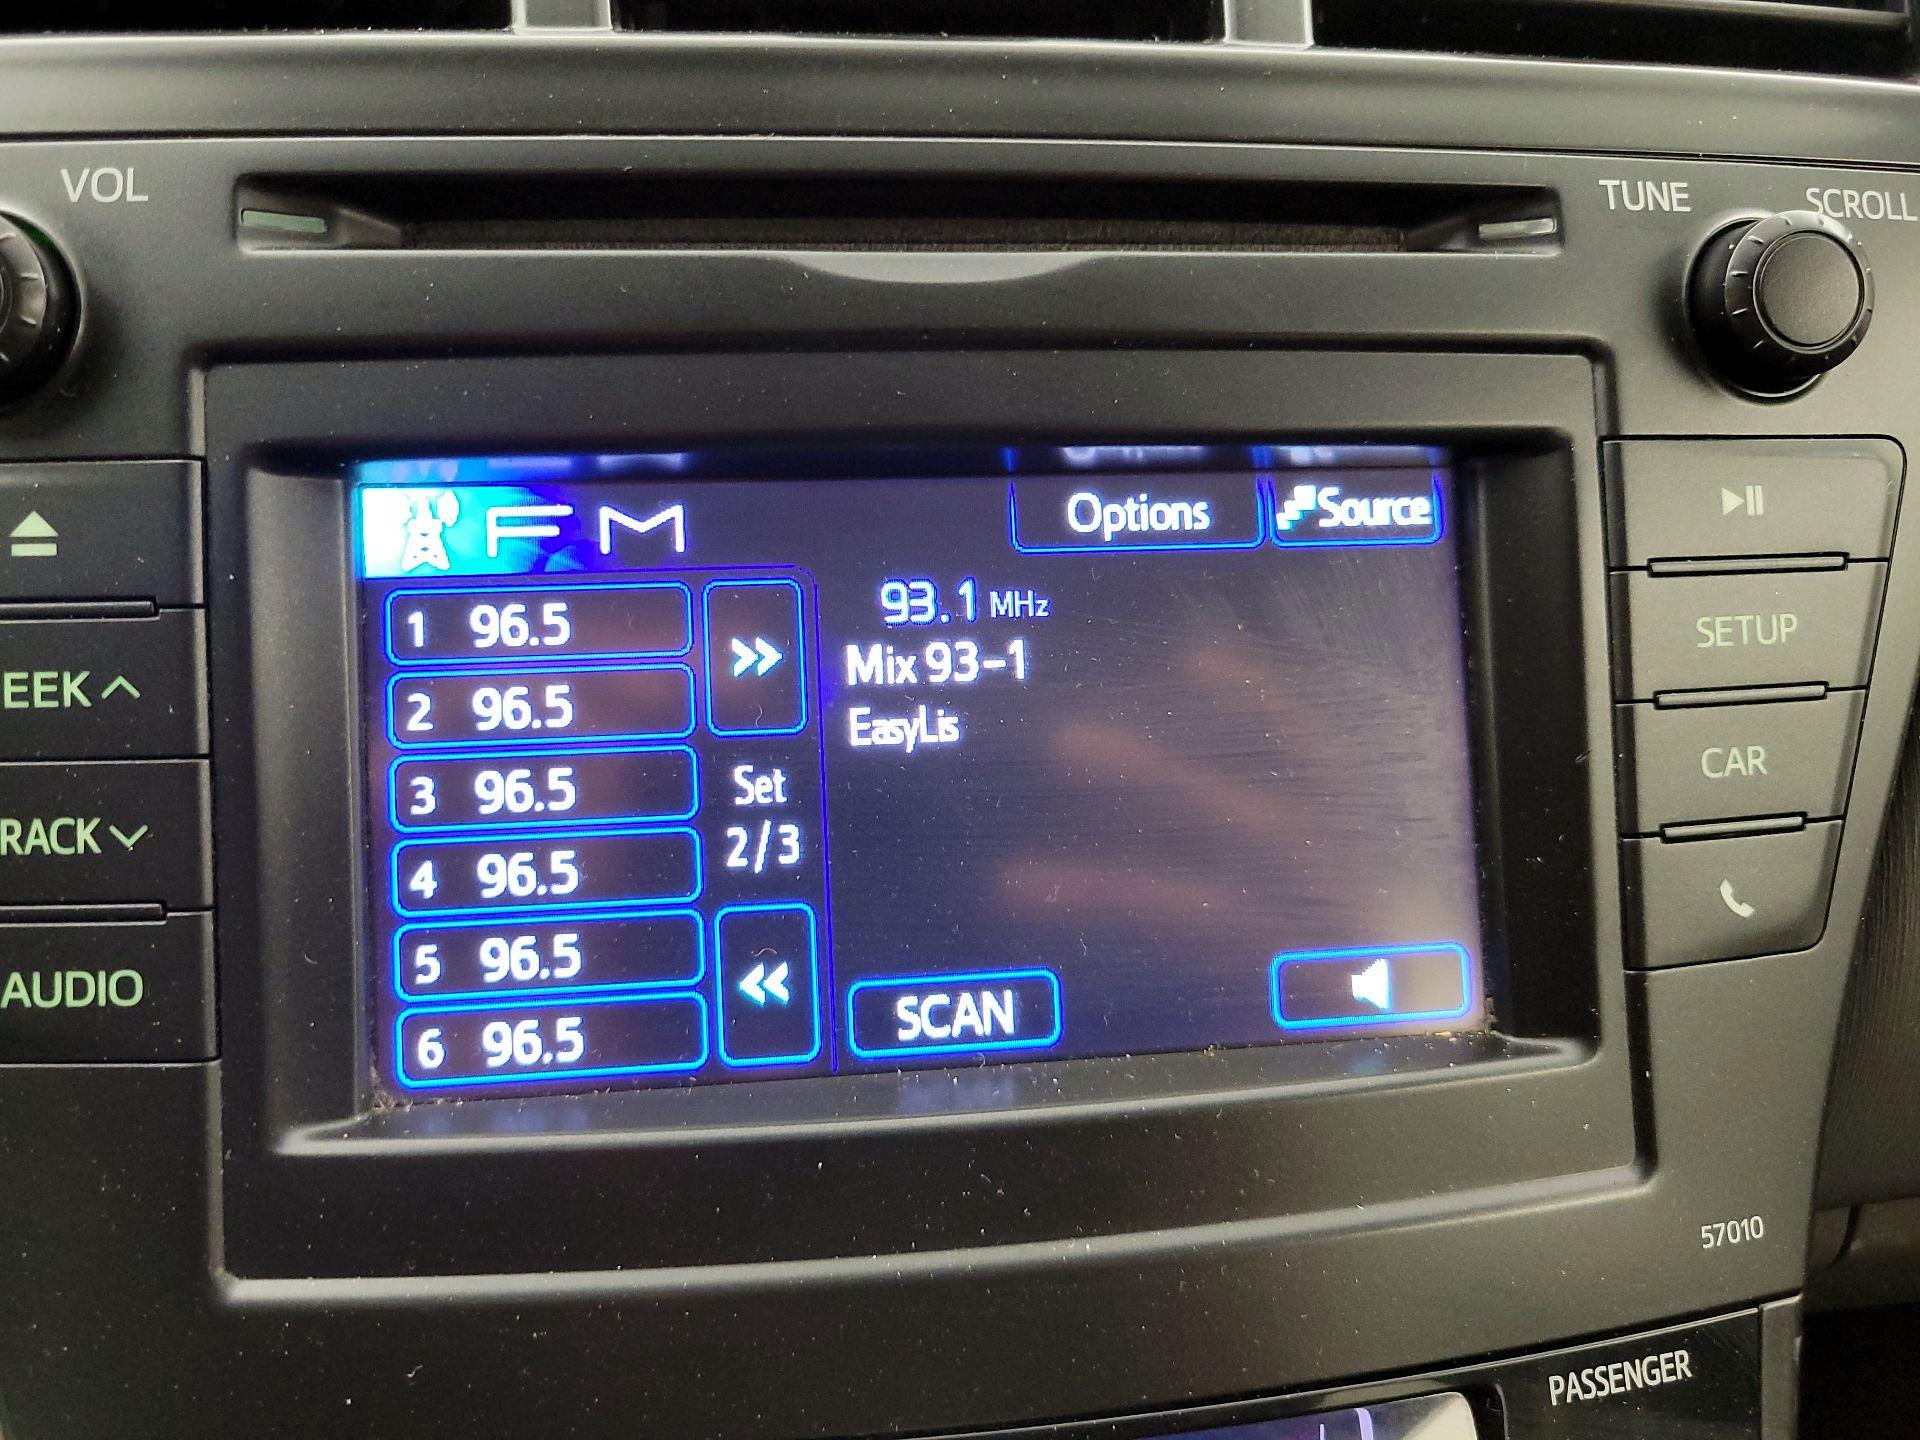 VOL
TUNE
SCROLL
FM
Options
Source
1 96.5
93.1 MHz
Mix 93-1
2 96.5
EasyLis
3 96.5
Set
2/3
4 96.5
5 96.5
6 96.5
SCAN
EEK
RACK
AUDIO
SETUP
CAR
57010
PASSENGER